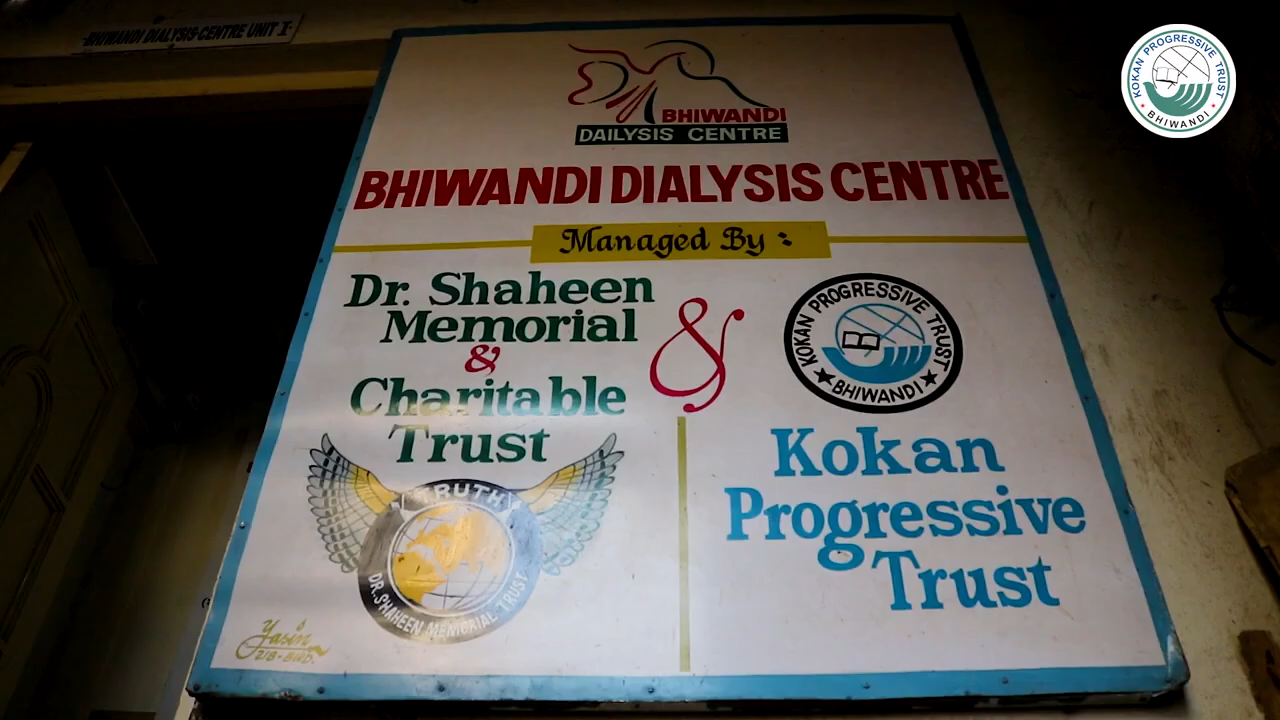 BHIWANDI DIALYSIS CENTRE UNIT I
KOKAN PROGRESSIVE TRUST
BHIWANDI
BHIWANDI
DAILYSIS CENTRE
BHIWANDI DIALYSIS CENTRE
Managed By :
Dr. Shaheen
Memorial
&
Charitable
Trust
&
KOKAN PROGRESSIVE TRUST
BHIWANDI
TRUTH
DR. SHAHEEN MEMORIAL TRUST
Kokan
Progressive
Trust
Yasin